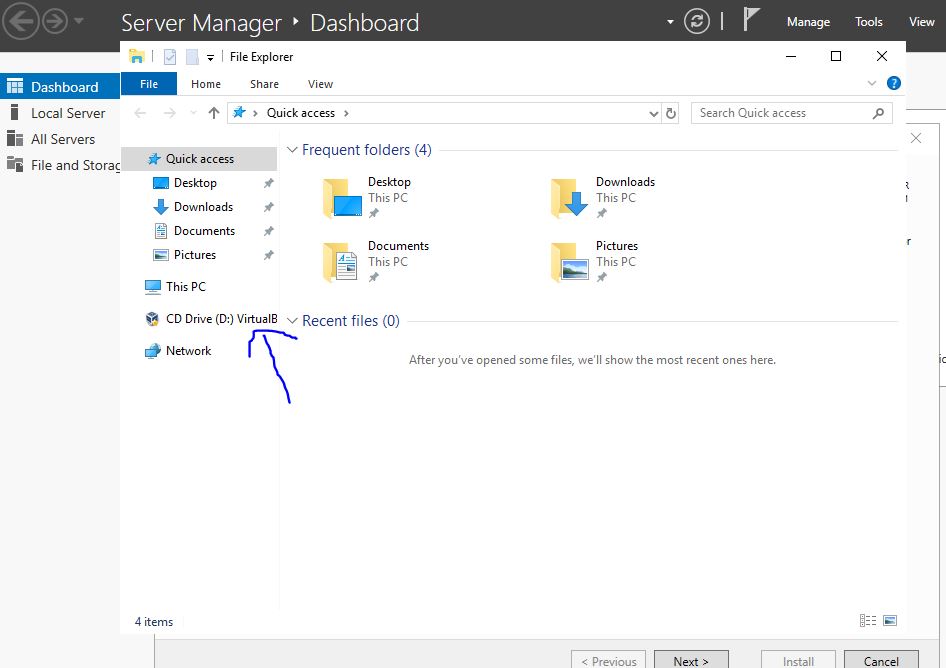 Server Manager ‣ Dashboard
Manage Tools View
File Explorer
File Home Share View
Quick access
Search Quick access
Dashboard
Local Server
All Servers
File and Storag
Quick access
Desktop
Downloads
Documents
Pictures
This PC
CD Drive (D:) VirtualB
Network
Frequent folders (4)
Desktop
This PC
Downloads
This PC
Documents
This PC
Pictures
This PC
Recent files (0)
After you've opened some files, we'll show the most recent ones here.
4 items
< Previous Next > Install Cancel